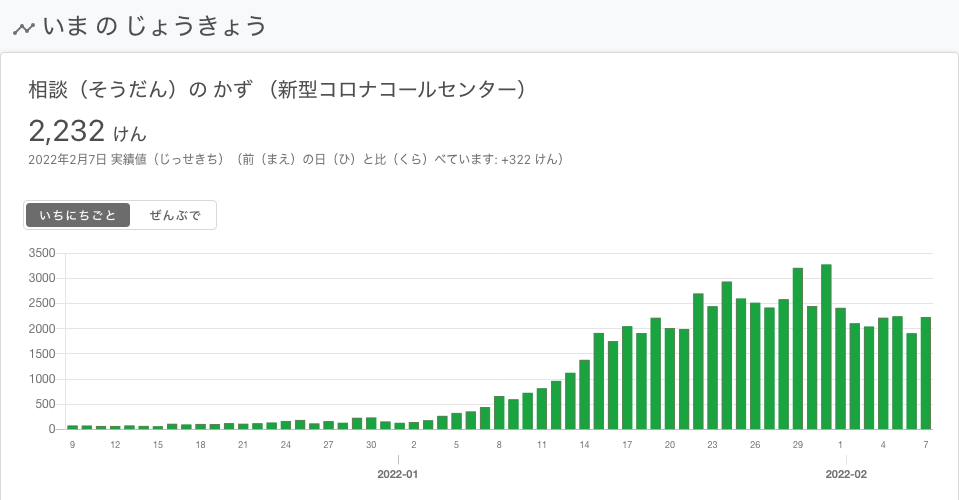 いま の じょうきょう
相談（そうだん）の かず （新型コロナコールセンター）
2,232 けん
2022年2月7日 実績値（じっせきち）（前（まえ）の日（ひ）と比（くら）べています: +322 けん）
いちにちごと ぜんぶで
3500
3000
2500
2000
1500
1000
500
0
9 12 15 18 21 24 27 30 2 5 8 11 14 17 20 23 26 29 1 4 7
2022-01 2022-02